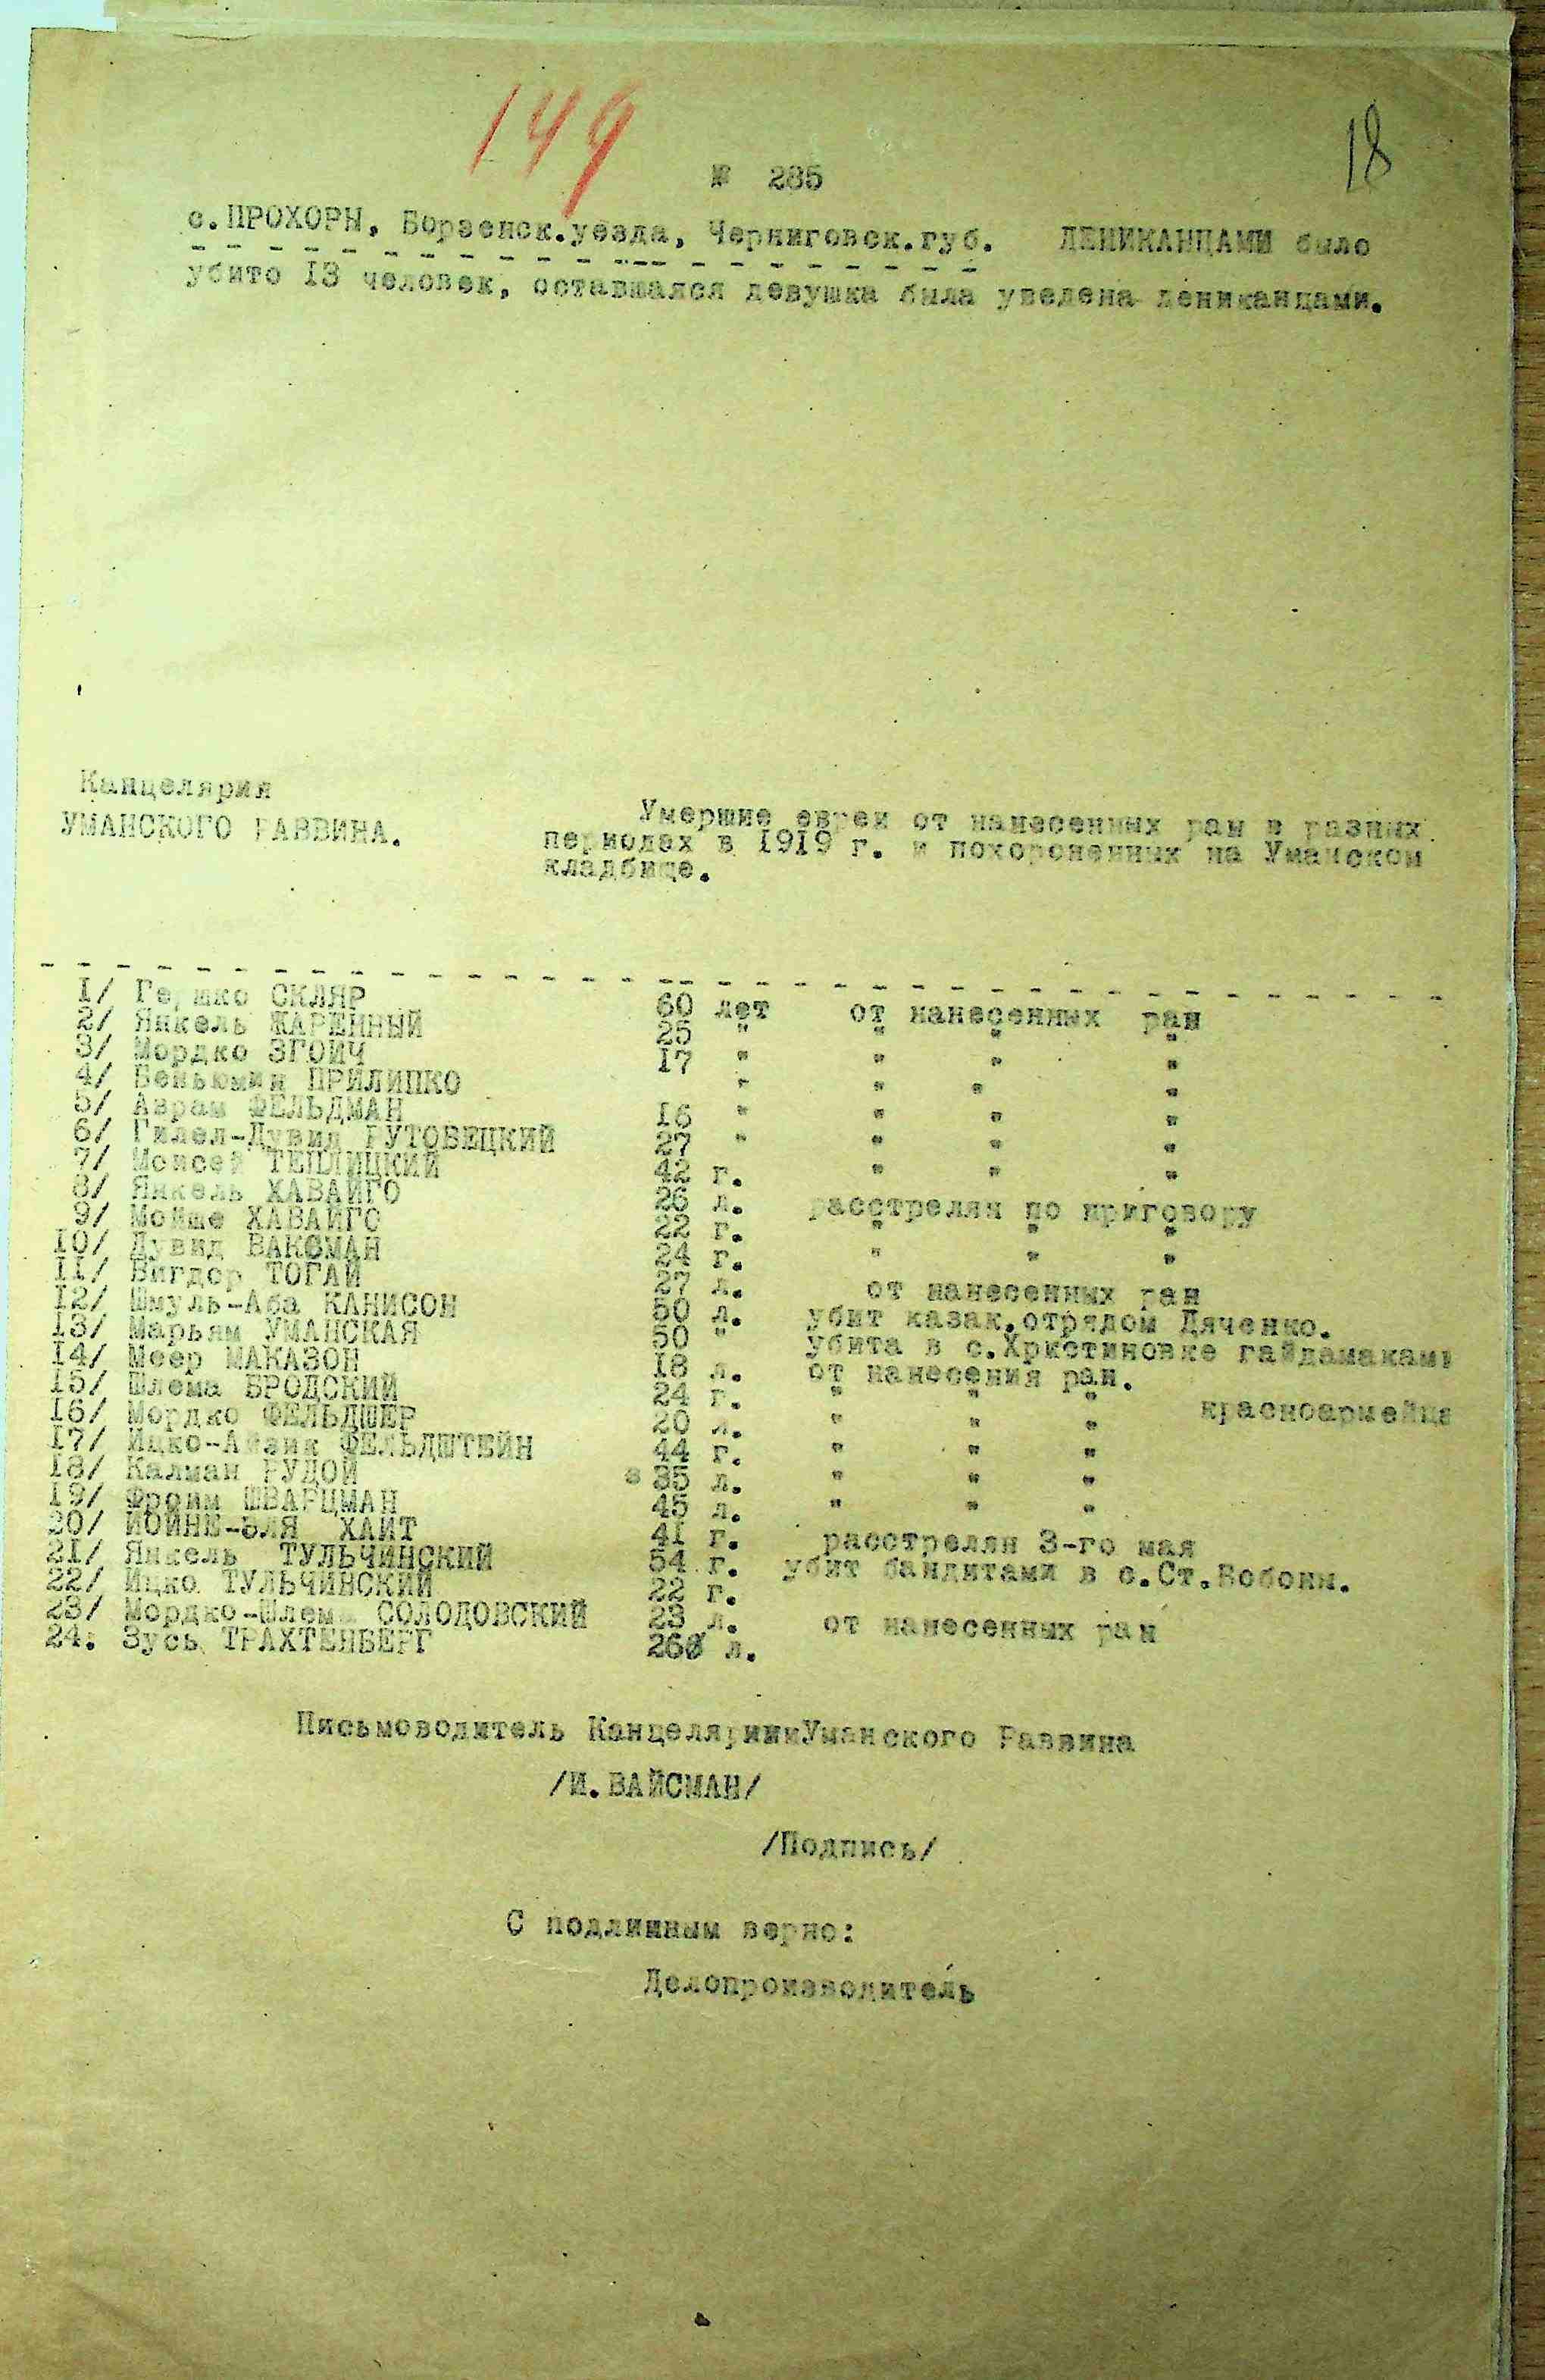 149
18
№ 285
с.ПРОХОРЫ, Борзенск.уезда, Черниговск.губ. ДЕНИКАНЦАМИ было
убито 13 человек, оставшаяся девушка была уведена дениканцами.
Канцелярия
УМАНСКОГО РАВВИНА.
Умершие евреи от нанесенных ран в разных
периодах в 1919 г. и похороненных на Уманском
кладбище.
1/ Гершко СКЛЯР 60 лет от нанесенных ран
2/ Янкель ЖАРЕННЫЙ 25 " " " "
3/ Мордко ЗГОИЧ 17 " " " "
4/ Беньюмин ПРИЛИПКО " " " "
5/ Аврам ФЕЛЬДМАН 16 " " " "
6/ Гилел-Дувид РУТОВЕЦКИЙ 27 " " " "
7/ Моисей ТЕПЛИЦКИЙ 42 г. " " "
8/ Янкель ХАВАЙГО 26 л. расстрелян по приговору
9/ Мойше ХАВАЙГО 22 г. " " "
10/ Дувид ВАКСМАН 24 г. " " "
11/ Вигдор ТОГАЙ 27 л. от нанесенных ран
12/ Шмуль-Аба КАНИСОН 50 л. убит казак.отрядом Дяченко.
13/ Марьям УМАНСКАЯ 50 " убита в с.Христиновке гайдамаками
14/ Меер МАКАЗОН 18 л. от нанесения ран.
15/ Шлема БРОДСКИЙ 24 г. " " " красноармейца
16/ Мордко ФЕЛЬДШЕР 20 л. " " "
17/ Ицко-Айзик ФЕЛЬДШТЕЙН 44 г. " " "
18/ Калман РУДОЙ 35 л. " " "
19/ Фроим ШВАРЦМАН 45 л. " " "
20/ ИОЙНЕ-ЭЛЯ ХАИТ 41 г. расстрелян 3-го мая
21/ Янкель ТУЛЬЧИНСКИЙ 54 г. убит бандитами в с.Ст.Бобоны.
22/ Ицко ТУЛЬЧИНСКИЙ 22 г.
23/ Мордко-Шлема СОЛОДОВСКИЙ 23 л. от нанесенных ран
24. Зусь ТРАХТЕНБЕРГ 260 л.
Письмоводитель Канцелярии Уманского Раввина
/И.ВАЙСМАН/
/Подпись/
С подлинным верно:
Делопроизводитель